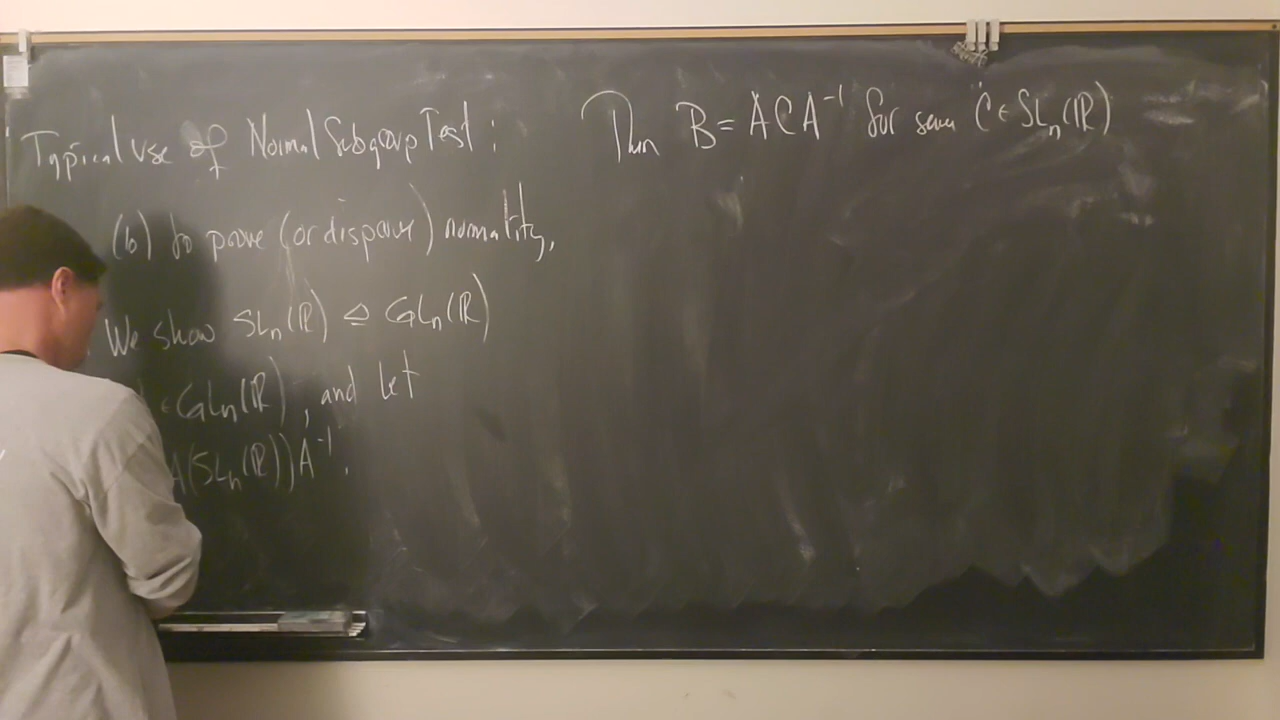 Typical use of Normal Subgroup Test:
(b) to prove (or disprove) normality,
We show SLₙ(ℝ) ⊴ GLₙ(ℝ)
∈ GLₙ(ℝ), and let
A(SLₙ(ℝ))A⁻¹.
Then B = ACA⁻¹ for some C ∈ SLₙ(ℝ)